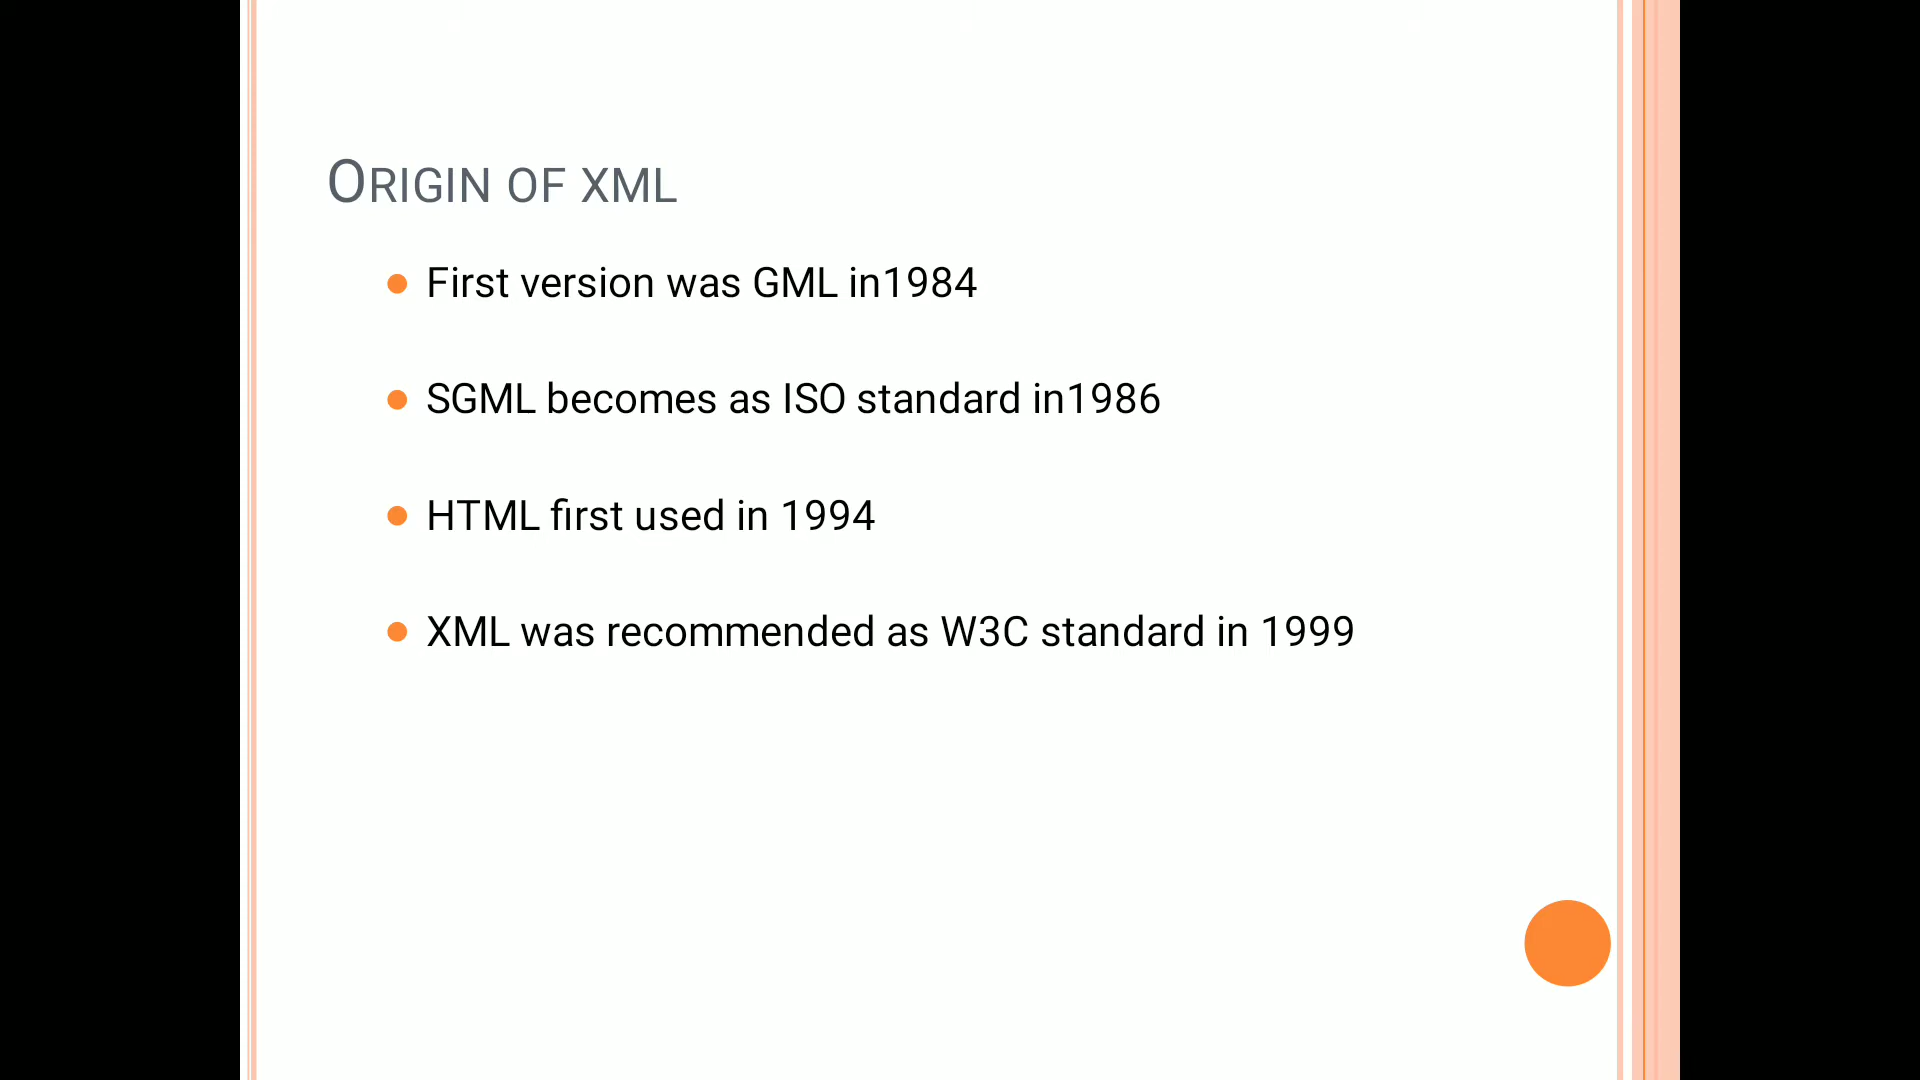 ORIGIN OF XML
First version was GML in1984
SGML becomes as ISO standard in1986
HTML first used in 1994
XML was recommended as W3C standard in 1999